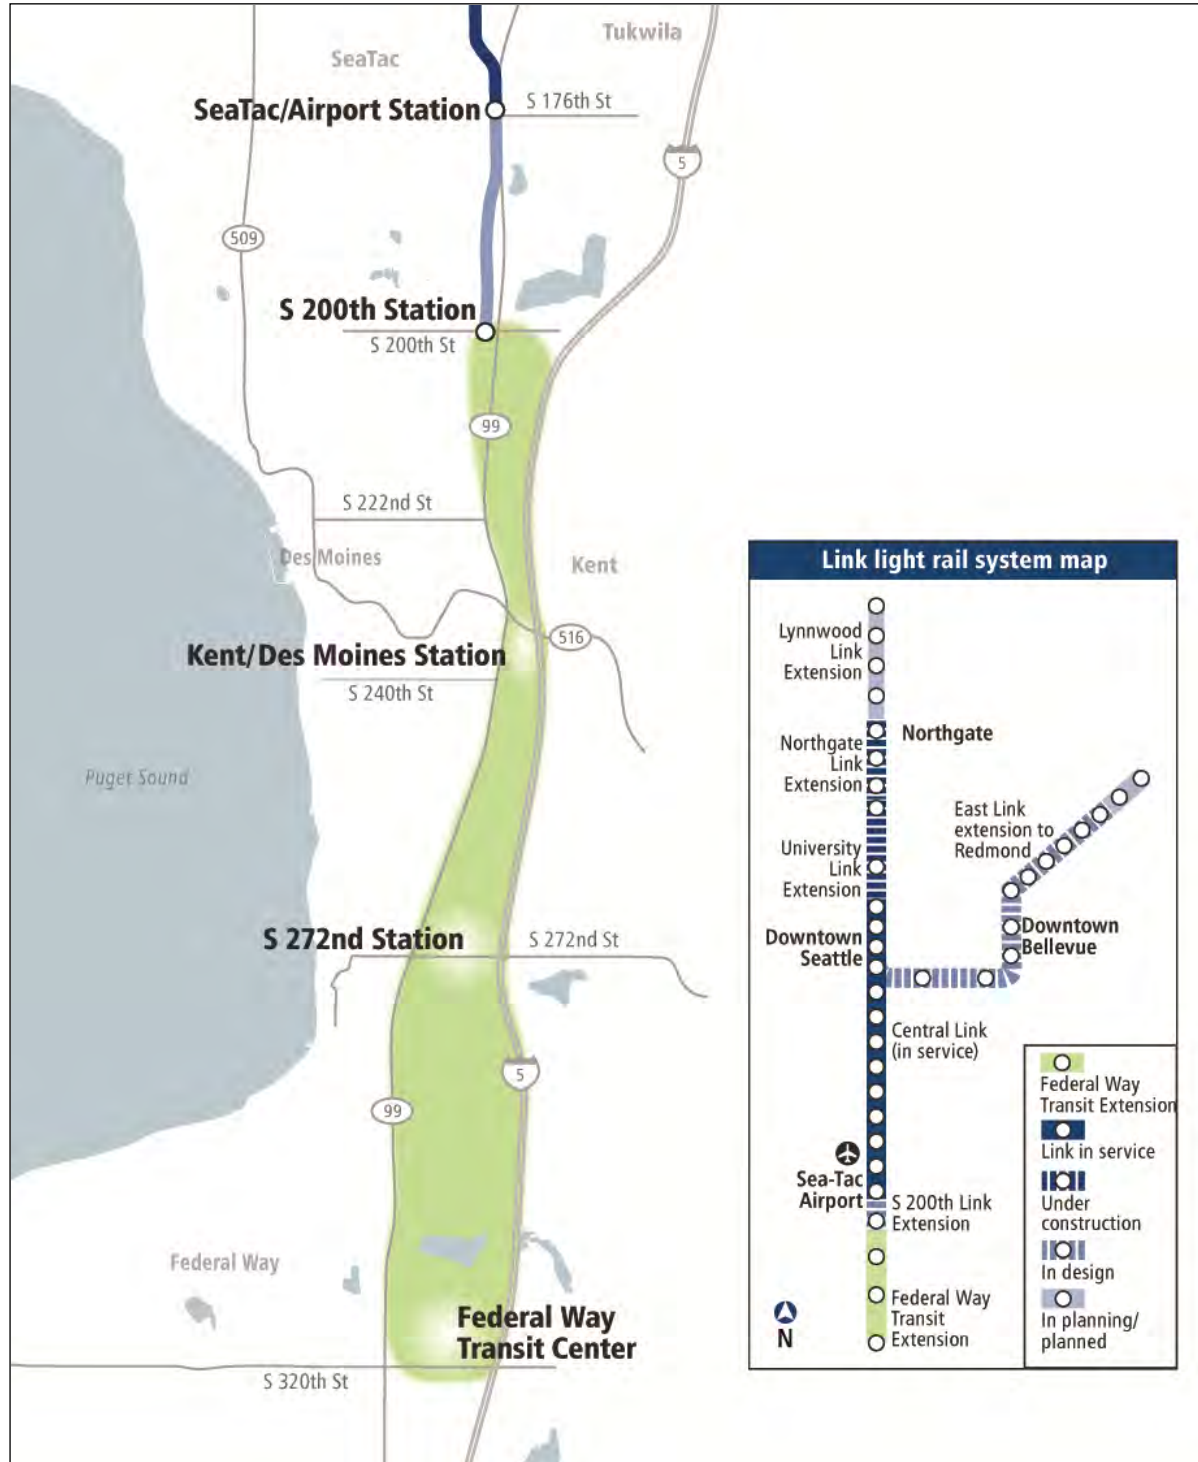 Tukwila
SeaTac
SeaTac/Airport Station
S 176th St
5
509
S 200th Station
S 200th St
99
S 222nd St
Des Moines
Kent
516
Kent/Des Moines Station
S 240th St
Puget Sound
S 272nd Station
S 272nd St
5
99
Federal Way
Federal Way
Transit Center
S 320th St
Link light rail system map
Lynnwood
Link
Extension
Northgate
Northgate
Link
Extension
East Link
extension to
Redmond
University
Link
Extension
Downtown
Seattle
Downtown
Bellevue
Central Link
(in service)
Sea-Tac
Airport
S 200th Link
Extension
Federal Way
Transit
Extension
N
Federal Way
Transit Extension
Link in service
Under
construction
In design
In planning/
planned